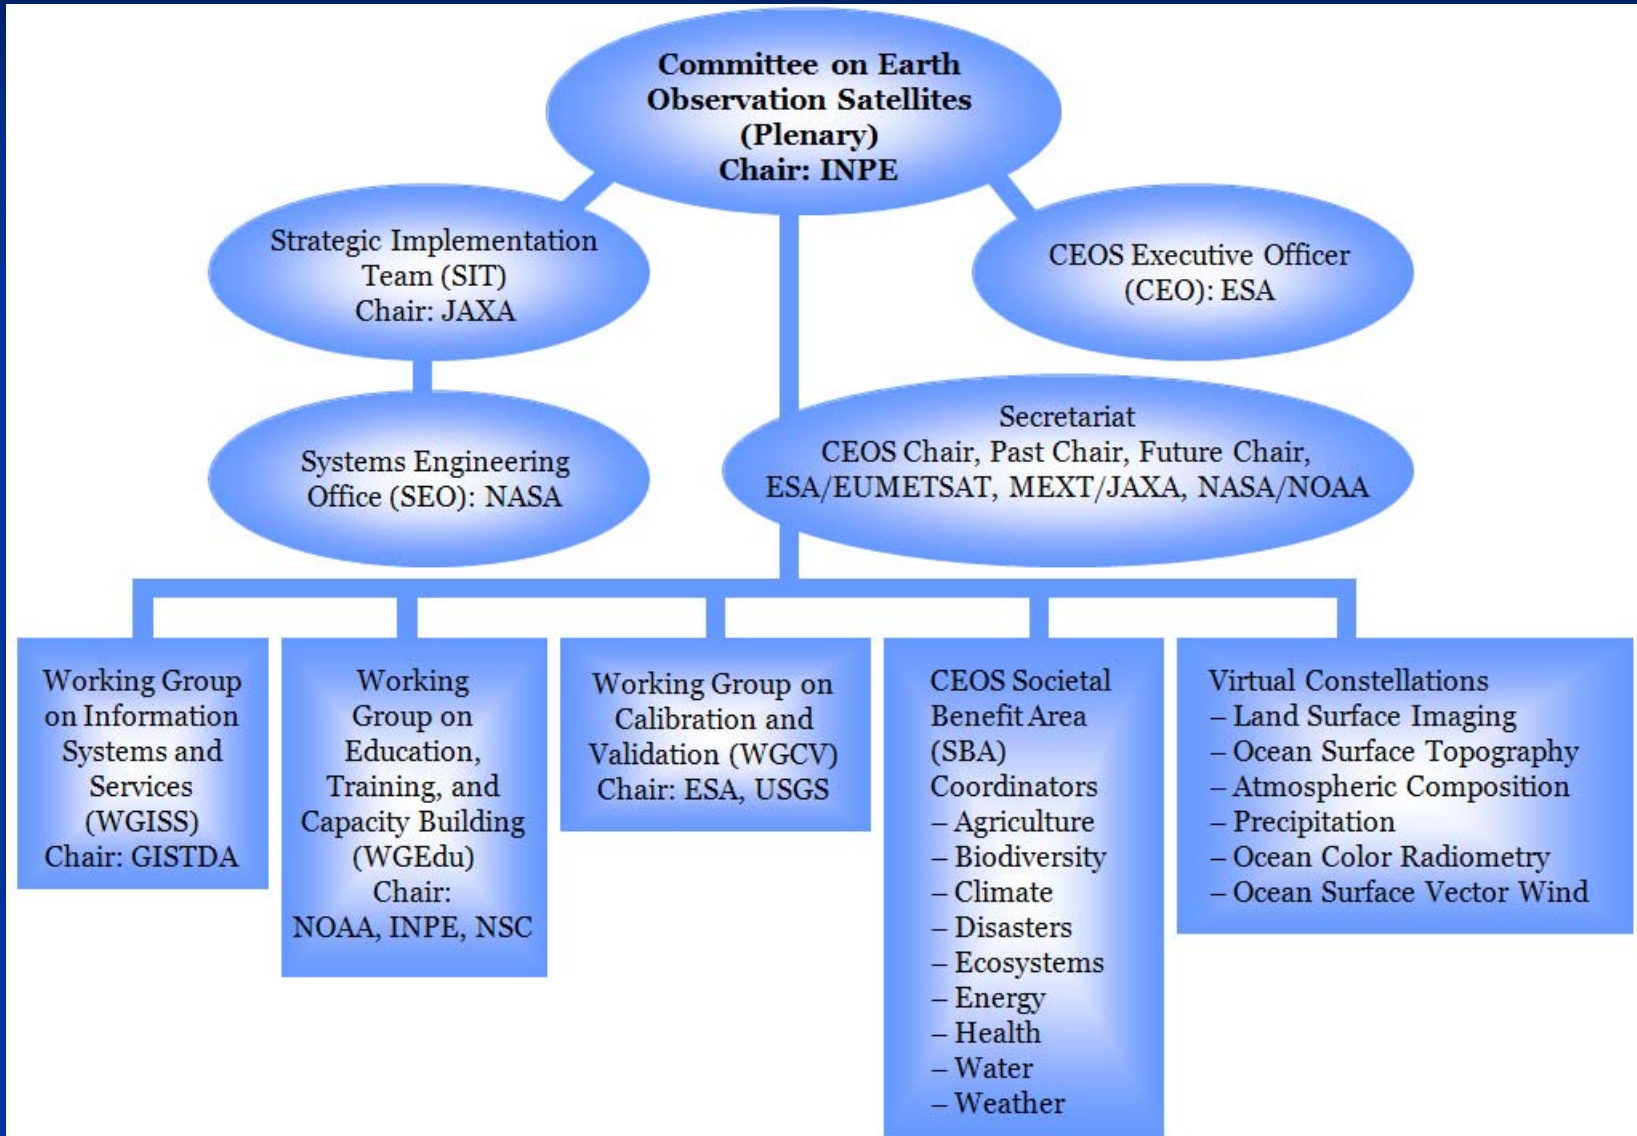 Committee on Earth
Observation Satellites
(Plenary)
Chair: INPE
Strategic Implementation
Team (SIT)
Chair: JAXA
CEOS Executive Officer
(CEO): ESA
Systems Engineering
Office (SEO): NASA
Secretariat
CEOS Chair, Past Chair, Future Chair,
ESA/EUMETSAT, MEXT/JAXA, NASA/NOAA
Working Group
on Information
Systems and
Services
(WGISS)
Chair: GISTDA
Working
Group on
Education,
Training, and
Capacity Building
(WGEdu)
Chair:
NOAA, INPE, NSC
Working Group on
Calibration and
Validation (WGCV)
Chair: ESA, USGS
CEOS Societal
Benefit Area
(SBA)
Coordinators
– Agriculture
– Biodiversity
– Climate
– Disasters
– Ecosystems
– Energy
– Health
– Water
– Weather
Virtual Constellations
– Land Surface Imaging
– Ocean Surface Topography
– Atmospheric Composition
– Precipitation
– Ocean Color Radiometry
– Ocean Surface Vector Wind